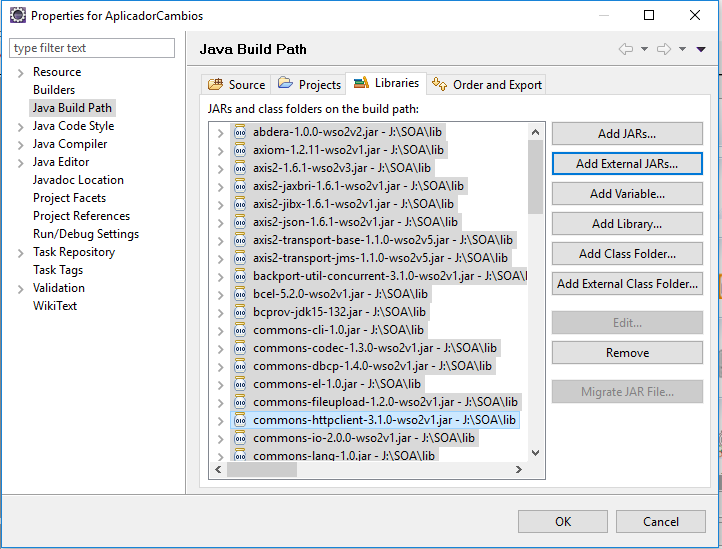 Properties for AplicadorCambios
type filter text
Resource
Builders
Java Build Path
Java Code Style
Java Compiler
Java Editor
Javadoc Location
Project Facets
Project References
Run/Debug Settings
Task Repository
Task Tags
Validation
WikiText
Java Build Path
Source
Projects
Libraries
Order and Export
JARs and class folders on the build path:
abdera-1.0.0-wso2v2.jar - J:\SOA\lib
axiom-1.2.11-wso2v1.jar - J:\SOA\lib
axis2-1.6.1-wso2v3.jar - J:\SOA\lib
axis2-jaxbri-1.6.1-wso2v1.jar - J:\SOA\lib
axis2-jibx-1.6.1-wso2v1.jar - J:\SOA\lib
axis2-json-1.6.1-wso2v1.jar - J:\SOA\lib
axis2-transport-base-1.1.0-wso2v5.jar - J:\SOA\lib
axis2-transport-jms-1.1.0-wso2v5.jar - J:\SOA\lib
backport-util-concurrent-3.1.0-wso2v1.jar - J:\SOA\lib
bcel-5.2.0-wso2v1.jar - J:\SOA\lib
bcprov-jdk15-132.jar - J:\SOA\lib
commons-cli-1.0.jar - J:\SOA\lib
commons-codec-1.3.0-wso2v1.jar - J:\SOA\lib
commons-dbcp-1.4.0-wso2v1.jar - J:\SOA\lib
commons-el-1.0.jar - J:\SOA\lib
commons-fileupload-1.2.0-wso2v1.jar - J:\SOA\lib
commons-httpclient-3.1.0-wso2v1.jar - J:\SOA\lib
commons-io-2.0.0-wso2v1.jar - J:\SOA\lib
commons-lang-1.0.jar - J:\SOA\lib
Add JARs...
Add External JARs...
Add Variable...
Add Library...
Add Class Folder...
Add External Class Folder...
Edit...
Remove
Migrate JAR File...
OK
Cancel